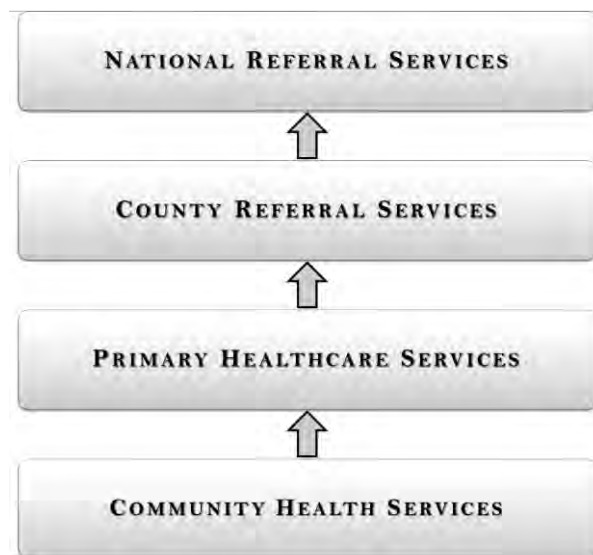 NATIONAL REFERRAL SERVICES
COUNTY REFERRAL SERVICES
PRIMARY HEALTHCARE SERVICES
COMMUNITY HEALTH SERVICES